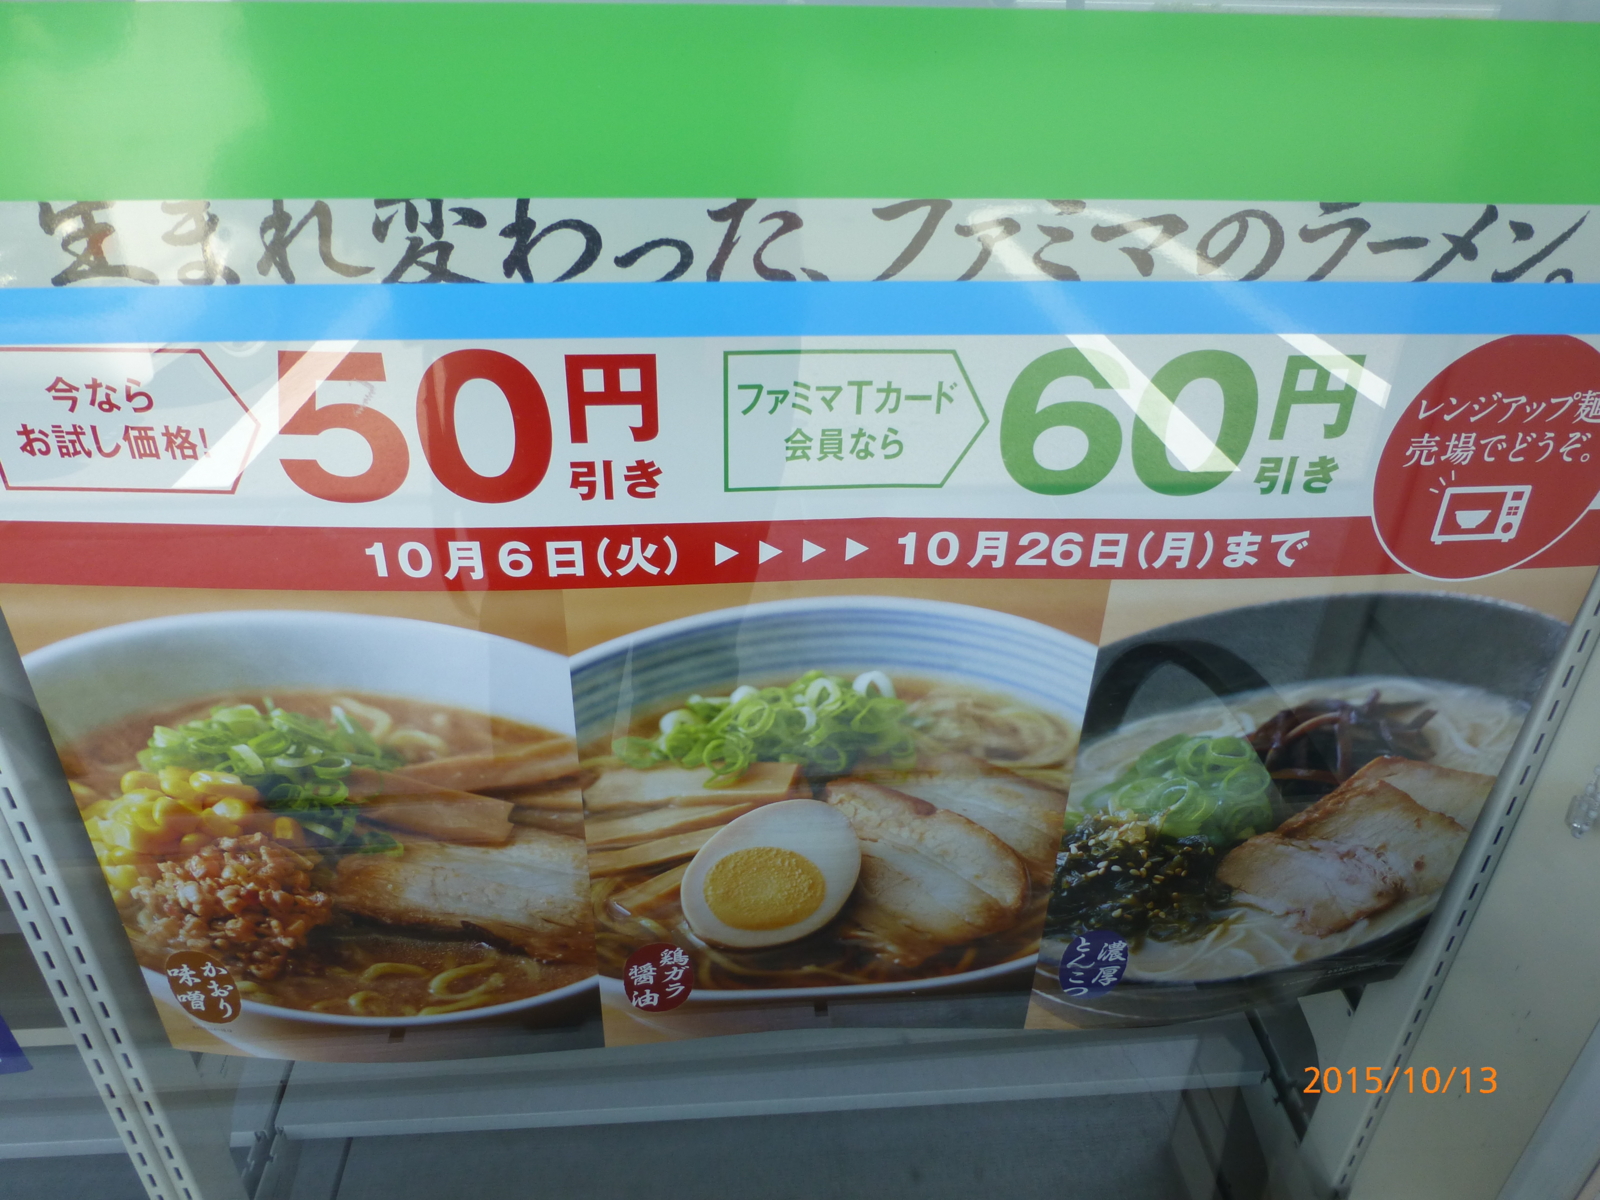 生まれ変わった、ファミマのラーメン。
今なら
お試し価格!
50円
引き
ファミマTカード
会員なら
60円
引き
レンジアップ麺
売場でどうぞ。
10月6日(火) ▶▶▶▶ 10月26日(月)まで
かおり
味噌
鶏ガラ
醤油
濃厚
とんこつ
2015/10/13